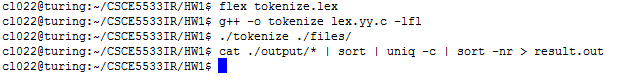 cl022@turing:~/CSCE5533IR/HW1$ flex tokenize.lex
cl022@turing:~/CSCE5533IR/HW1$ g++ -o tokenize lex.yy.c -lfl
cl022@turing:~/CSCE5533IR/HW1$ ./tokenize ./files/
cl022@turing:~/CSCE5533IR/HW1$ cat ./output/* | sort | uniq -c | sort -nr > result.out
cl022@turing:~/CSCE5533IR/HW1$